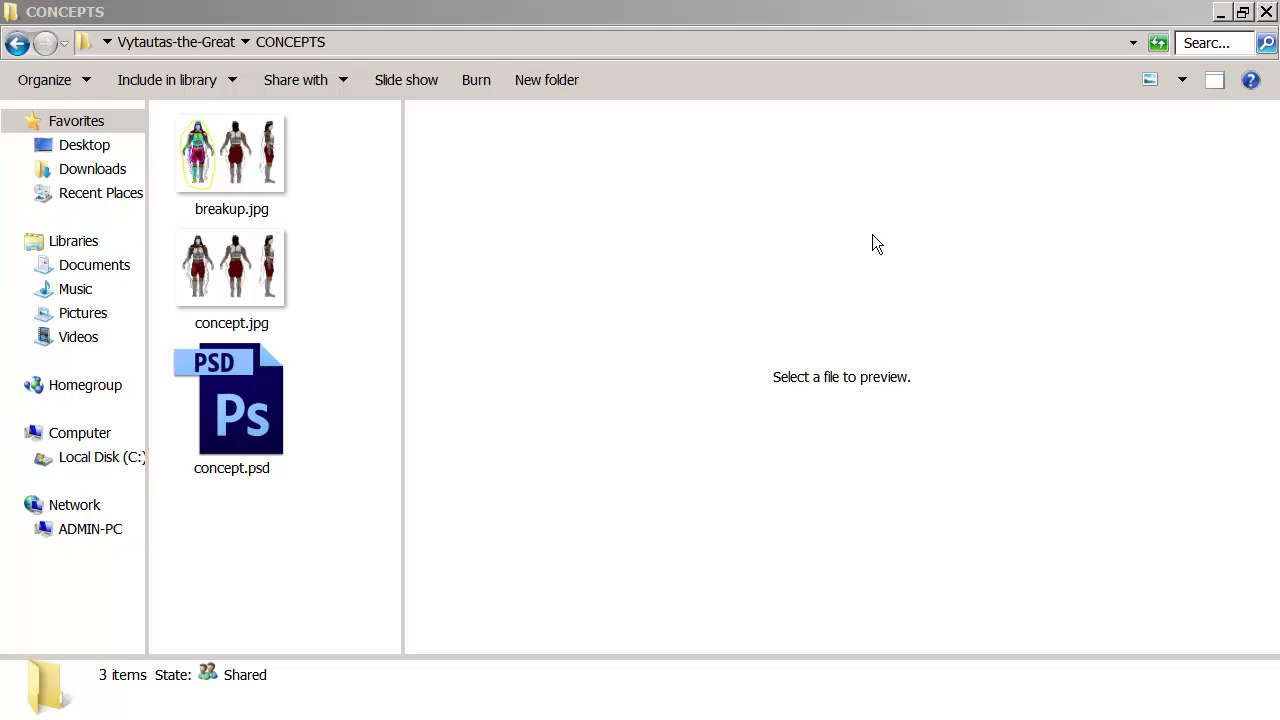 CONCEPTS
Vytautas-the-Great CONCEPTS Searc...
Organize Include in library Share with Slide show Burn New folder
Favorites
Desktop
Downloads
Recent Places
Libraries
Documents
Music
Pictures
Videos
Homegroup
Computer
Local Disk (C:)
Network
ADMIN-PC
breakup.jpg
concept.jpg
PSD
Ps
concept.psd
Select a file to preview.
3 items State: Shared